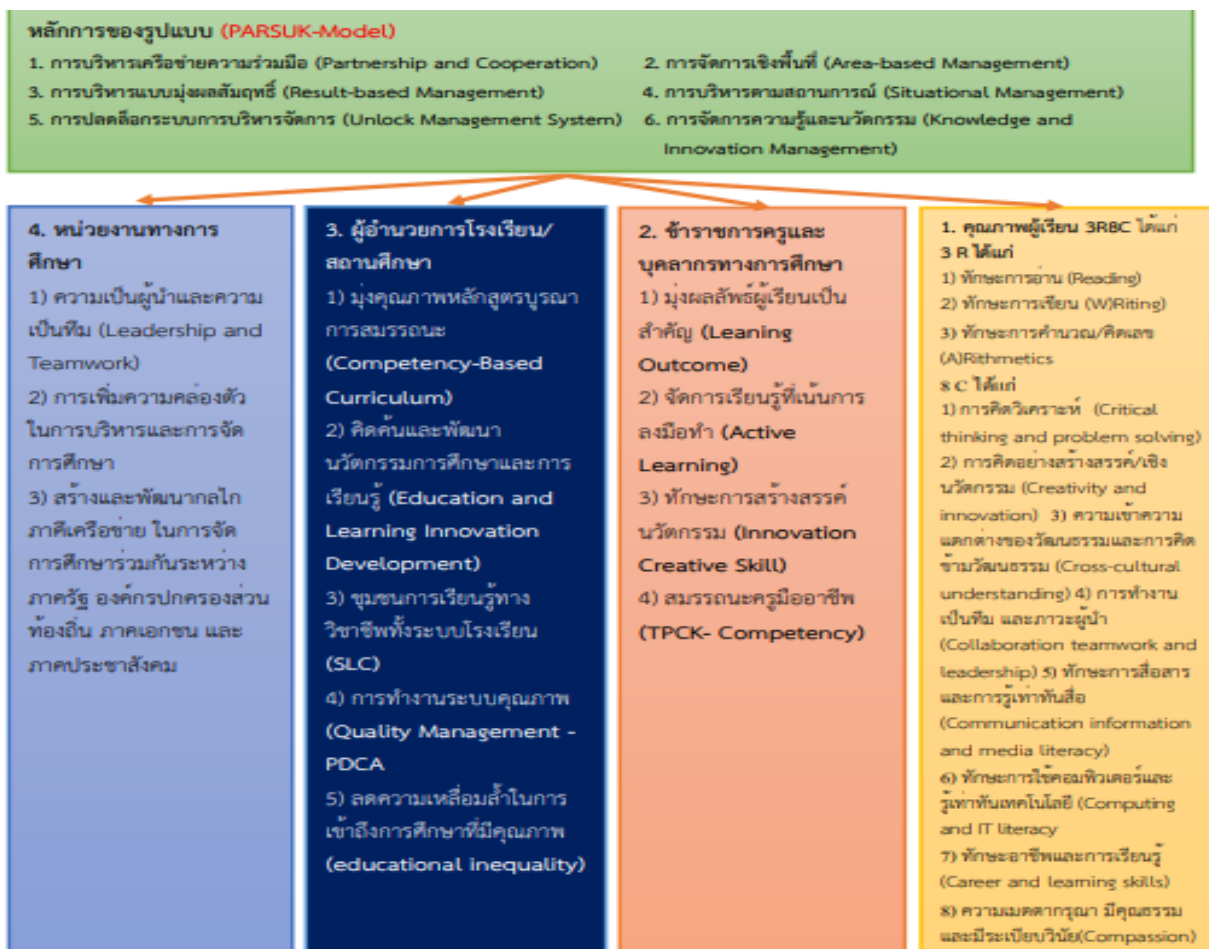 หลักการของรูปแบบ (PARSUK-Model)
1. การบริหารเครือข่ายความร่วมมือ (Partnership and Cooperation)
2. การจัดการเชิงพื้นที่ (Area-based Management)
3. การบริหารแบบมุ่งผลสัมฤทธิ์ (Result-based Management)
4. การบริหารตามสถานการณ์ (Situational Management)
5. การปลดล็อกระบบการบริหารจัดการ (Unlock Management System)
6. การจัดการความรู้และนวัตกรรม (Knowledge and
Innovation Management)
4. หน่วยงานทางการ
ศึกษา
1) ความเป็นผู้นำและความ
เป็นทีม (Leadership and
Teamwork)
2) การเพิ่มความคล่องตัว
ในการบริหารและการจัด
การศึกษา
3) สร้างและพัฒนากลไก
ภาคีเครือข่าย ในการจัด
การศึกษาร่วมกันระหว่าง
ภาครัฐ องค์กรปกครองส่วน
ท้องถิ่น ภาคเอกชน และ
ภาคประชาสังคม
3. ผู้อำนวยการโรงเรียน/
สถานศึกษา
1) มุ่งคุณภาพหลักสูตรบูรณา
การสมรรถนะ
(Competency-Based
Curriculum)
2) คิดค้นและพัฒนา
นวัตกรรมการศึกษาและการ
เรียนรู้ (Education and
Learning Innovation
Development)
3) ชุมชนการเรียนรู้ทาง
วิชาชีพทั้งระบบโรงเรียน
(SLC)
4) การทำงานระบบคุณภาพ
(Quality Management -
PDCA
5) ลดความเหลื่อมล้ำในการ
เข้าถึงการศึกษาที่มีคุณภาพ
(educational inequality)
2. ข้าราชการครูและ
บุคลากรทางการศึกษา
1) มุ่งผลลัพธ์ผู้เรียนเป็น
สำคัญ (Leaning
Outcome)
2) จัดการเรียนรู้ที่เน้นการ
ลงมือทำ (Active
Learning)
3) ทักษะการสร้างสรรค์
นวัตกรรม (Innovation
Creative Skill)
4) สมรรถนะครูมืออาชีพ
(TPCK- Competency)
1. คุณภาพผู้เรียน 3R8C ได้แก่
3 R ได้แก่
1) ทักษะการอ่าน (Reading)
2) ทักษะการเขียน (W)Riting)
3) ทักษะการคำนวณ/คิดเลข
(A)Rithmetics
8 C ได้แก่
1) การคิดวิเคราะห์ (Critical
thinking and problem solving)
2) การคิดอย่างสร้างสรรค์/เชิง
นวัตกรรม (Creativity and
innovation) 3) ความเข้าความ
แตกต่างของวัฒนธรรมและการคิด
ข้ามวัฒนธรรม (Cross-cultural
understanding) 4) การทำงาน
เป็นทีม และภาวะผู้นำ
(Collaboration teamwork and
leadership) 5) ทักษะการสื่อสาร
และการรู้เท่าทันสื่อ
(Communication information
and media literacy)
6) ทักษะการใช้คอมพิวเตอร์และ
รู้เท่าทันเทคโนโลยี (Computing
and IT literacy
7) ทักษะอาชีพและการเรียนรู้
(Career and learning skills)
8) ความเมตตากรุณา มีคุณธรรม
และมีระเบียบวินัย(Compassion)